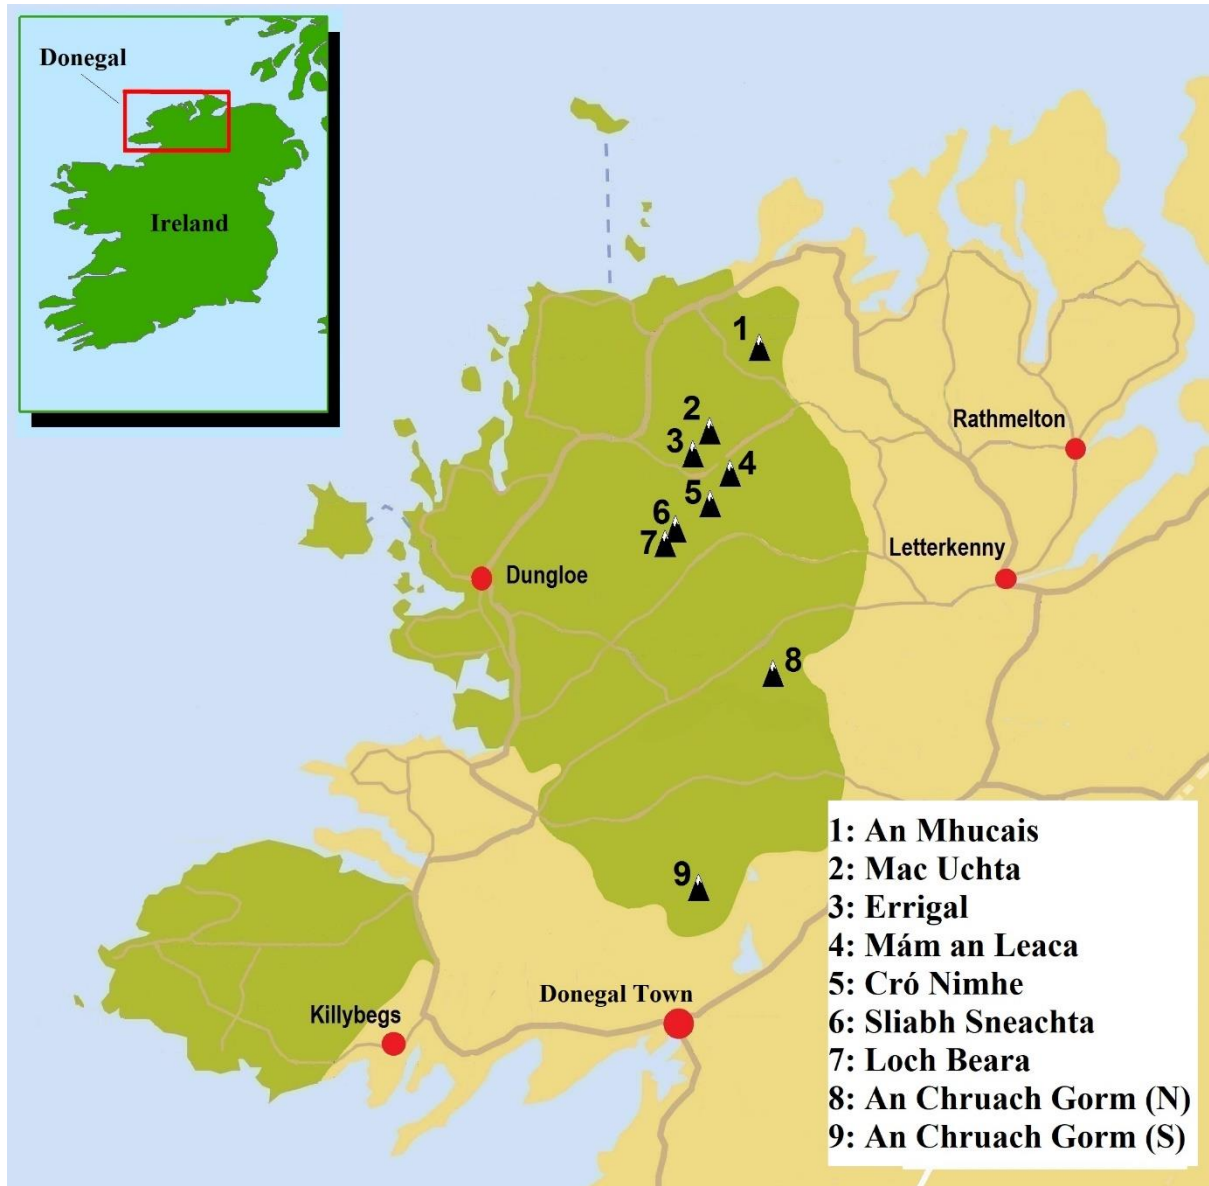 Donegal
Ireland
1
2
3
4
5
6
7
8
9
Rathmelton
Letterkenny
Dungloe
Killybegs
Donegal Town
1: An Mhucais
2: Mac Uchta
3: Errigal
4: Mám an Leaca
5: Cró Nimhe
6: Sliabh Sneachta
7: Loch Beara
8: An Chruach Gorm (N)
9: An Chruach Gorm (S)